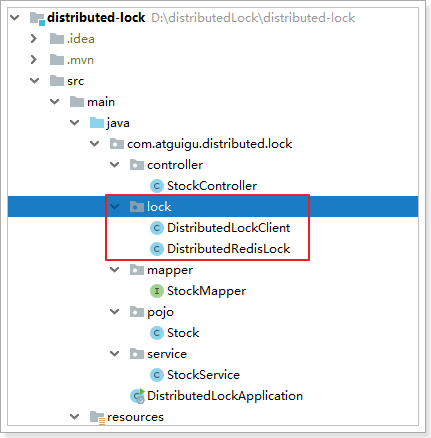 distributed-lock D:\distributedLock\distributed-lock
.idea
.mvn
src
main
java
com.atguigu.distributed.lock
controller
StockController
lock
DistributedLockClient
DistributedRedisLock
mapper
StockMapper
pojo
Stock
service
StockService
DistributedLockApplication
resources